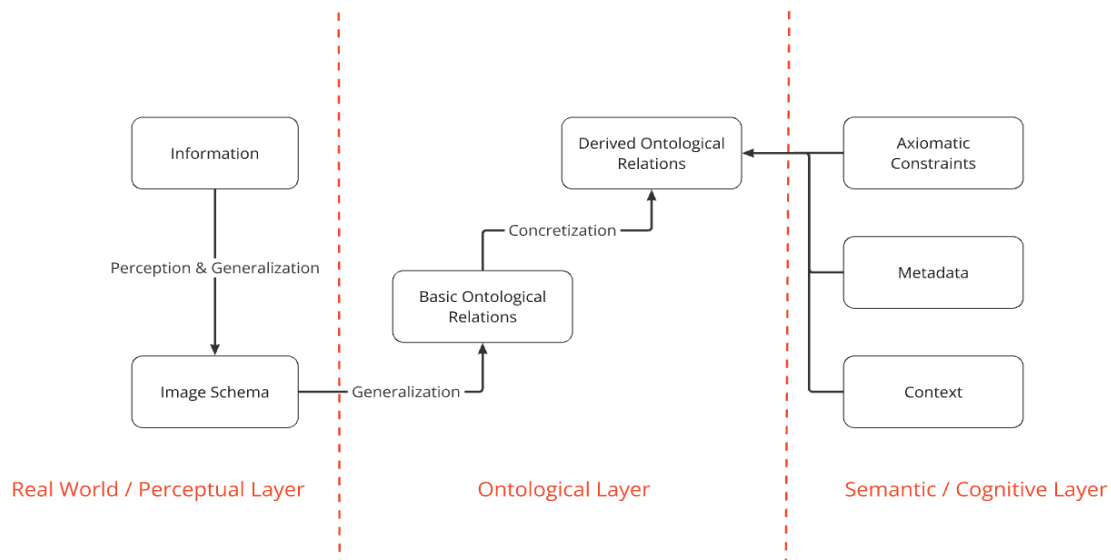 Information
Perception & Generalization
Image Schema
Generalization
Basic Ontological
Relations
Concretization
Derived Ontological
Relations
Axiomatic
Constraints
Metadata
Context
Real World / Perceptual Layer
Ontological Layer
Semantic / Cognitive Layer